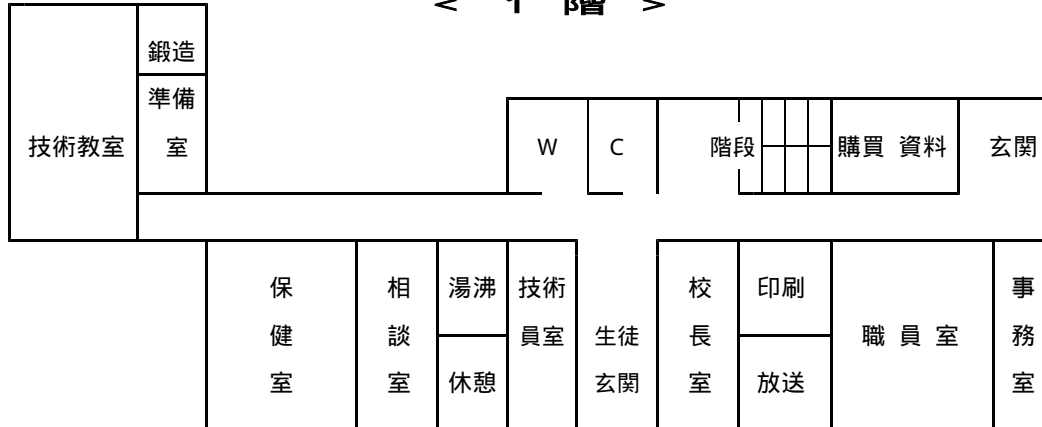 < 1 階 >
鍛造
準備
室
技術教室
W
C
階段
購買 資料
玄関
保健室
相談室
湯沸
休憩
技術
員室
生徒
玄関
校長室
印刷
放送
職 員 室
事務室